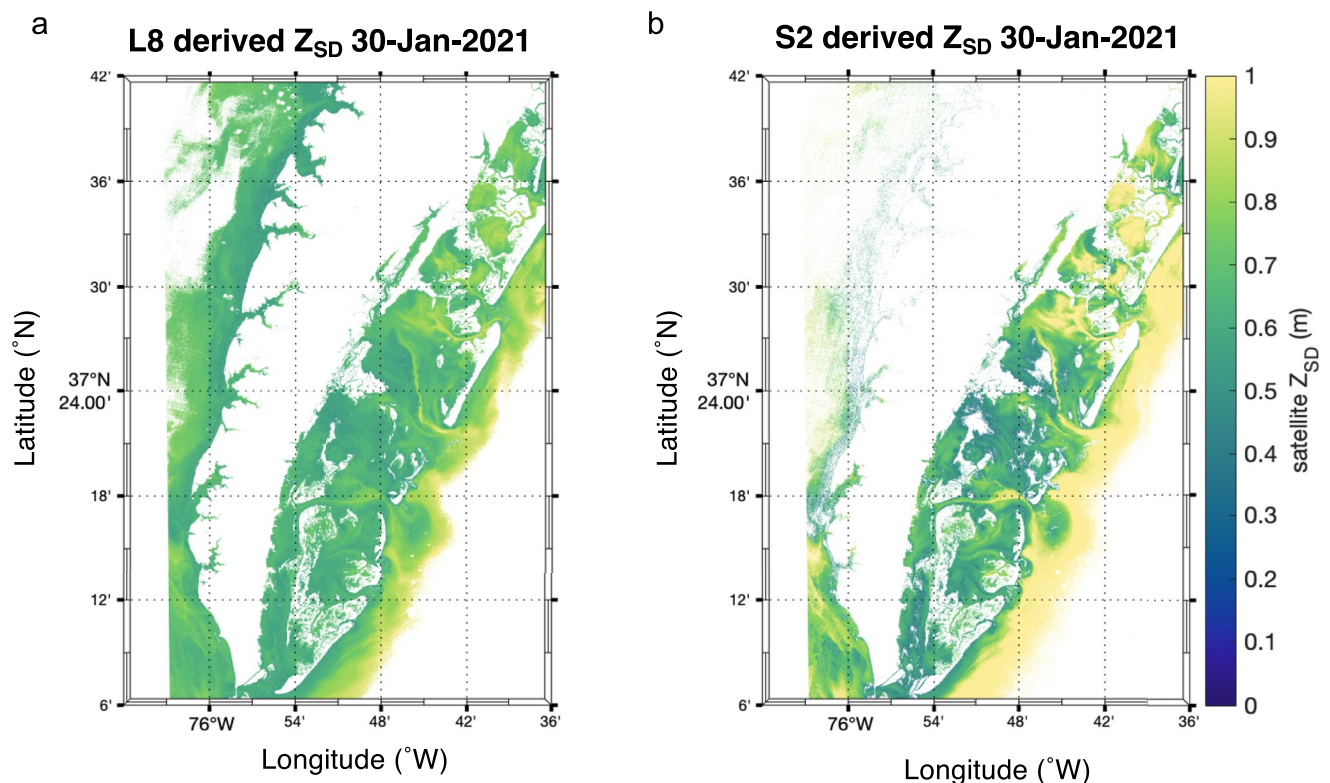 a
L8 derived Z_SD 30-Jan-2021
42'
36'
30'
37°N
24.00'
18'
12'
6'
Latitude (˚N)
76°W
54'
48'
42'
36'
Longitude (˚W)
b
S2 derived Z_SD 30-Jan-2021
42'
36'
30'
37°N
24.00'
18'
12'
6'
Latitude (˚N)
76°W
54'
48'
42'
36'
Longitude (˚W)
1
0.9
0.8
0.7
0.6
0.5
0.4
0.3
0.2
0.1
0
satellite Z_SD (m)